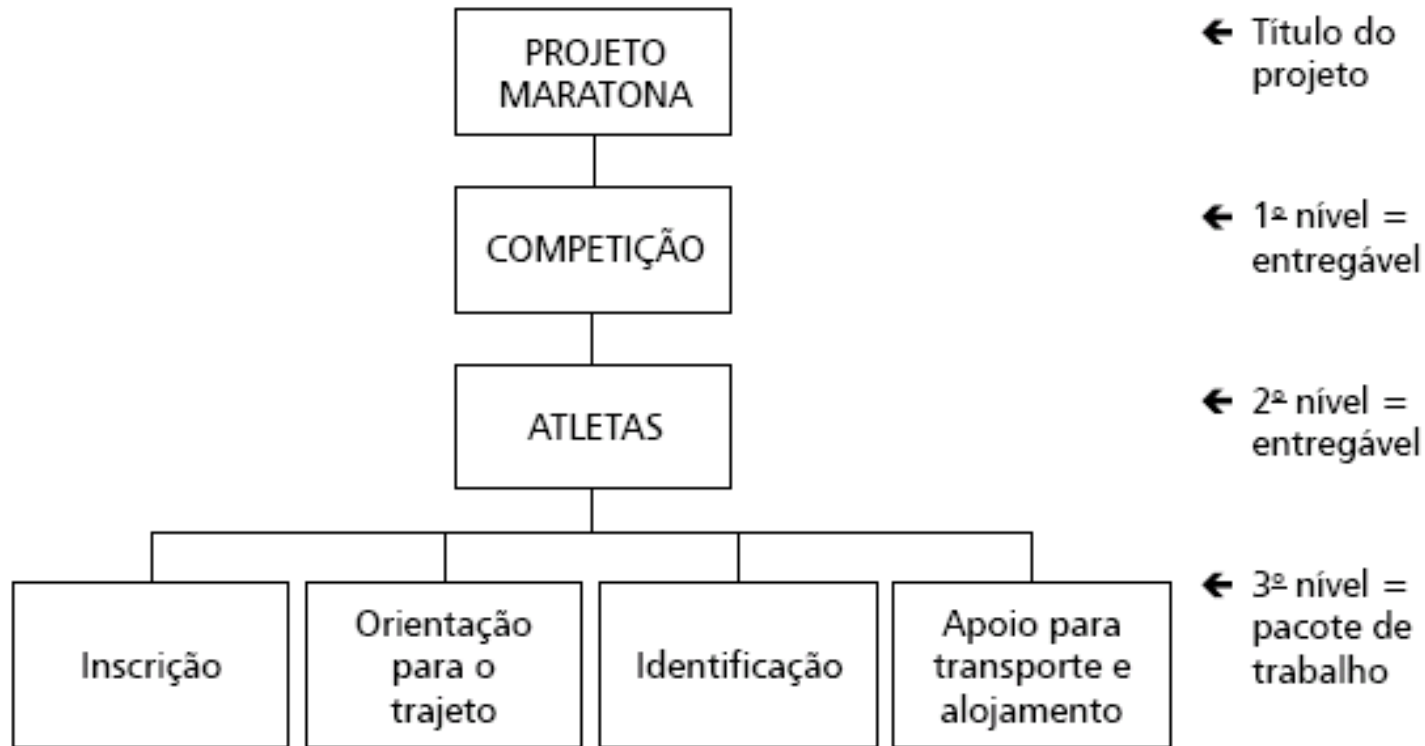 PROJETO
MARATONA
← Título do
projeto
COMPETIÇÃO
← 1º nível =
entregável
ATLETAS
← 2º nível =
entregável
Inscrição
Orientação
para o
trajeto
Identificação
Apoio para
transporte e
alojamento
← 3º nível =
pacote de
trabalho